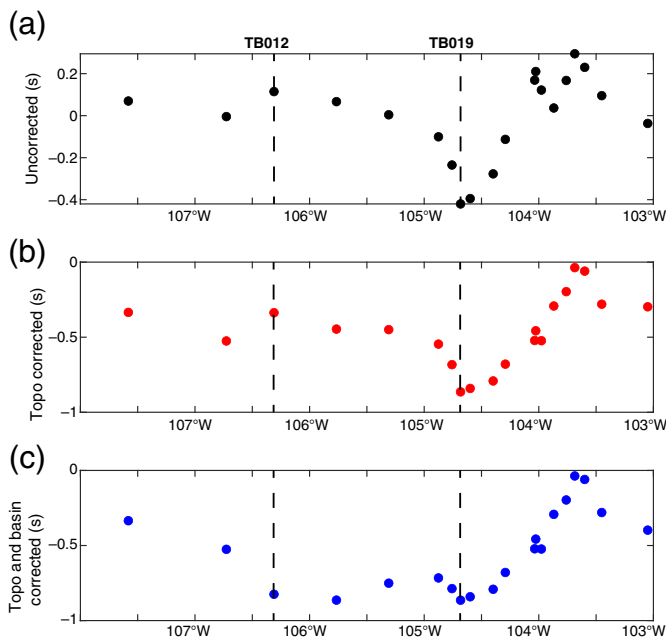 (a)
TB012 TB019
Uncorrected (s)
0.2
0
−0.2
−0.4
107°W 106°W 105°W 104°W 103°W
(b)
Topo corrected (s)
0
−0.5
−1
107°W 106°W 105°W 104°W 103°W
(c)
Topo and basin
corrected (s)
0
−0.5
−1
107°W 106°W 105°W 104°W 103°W